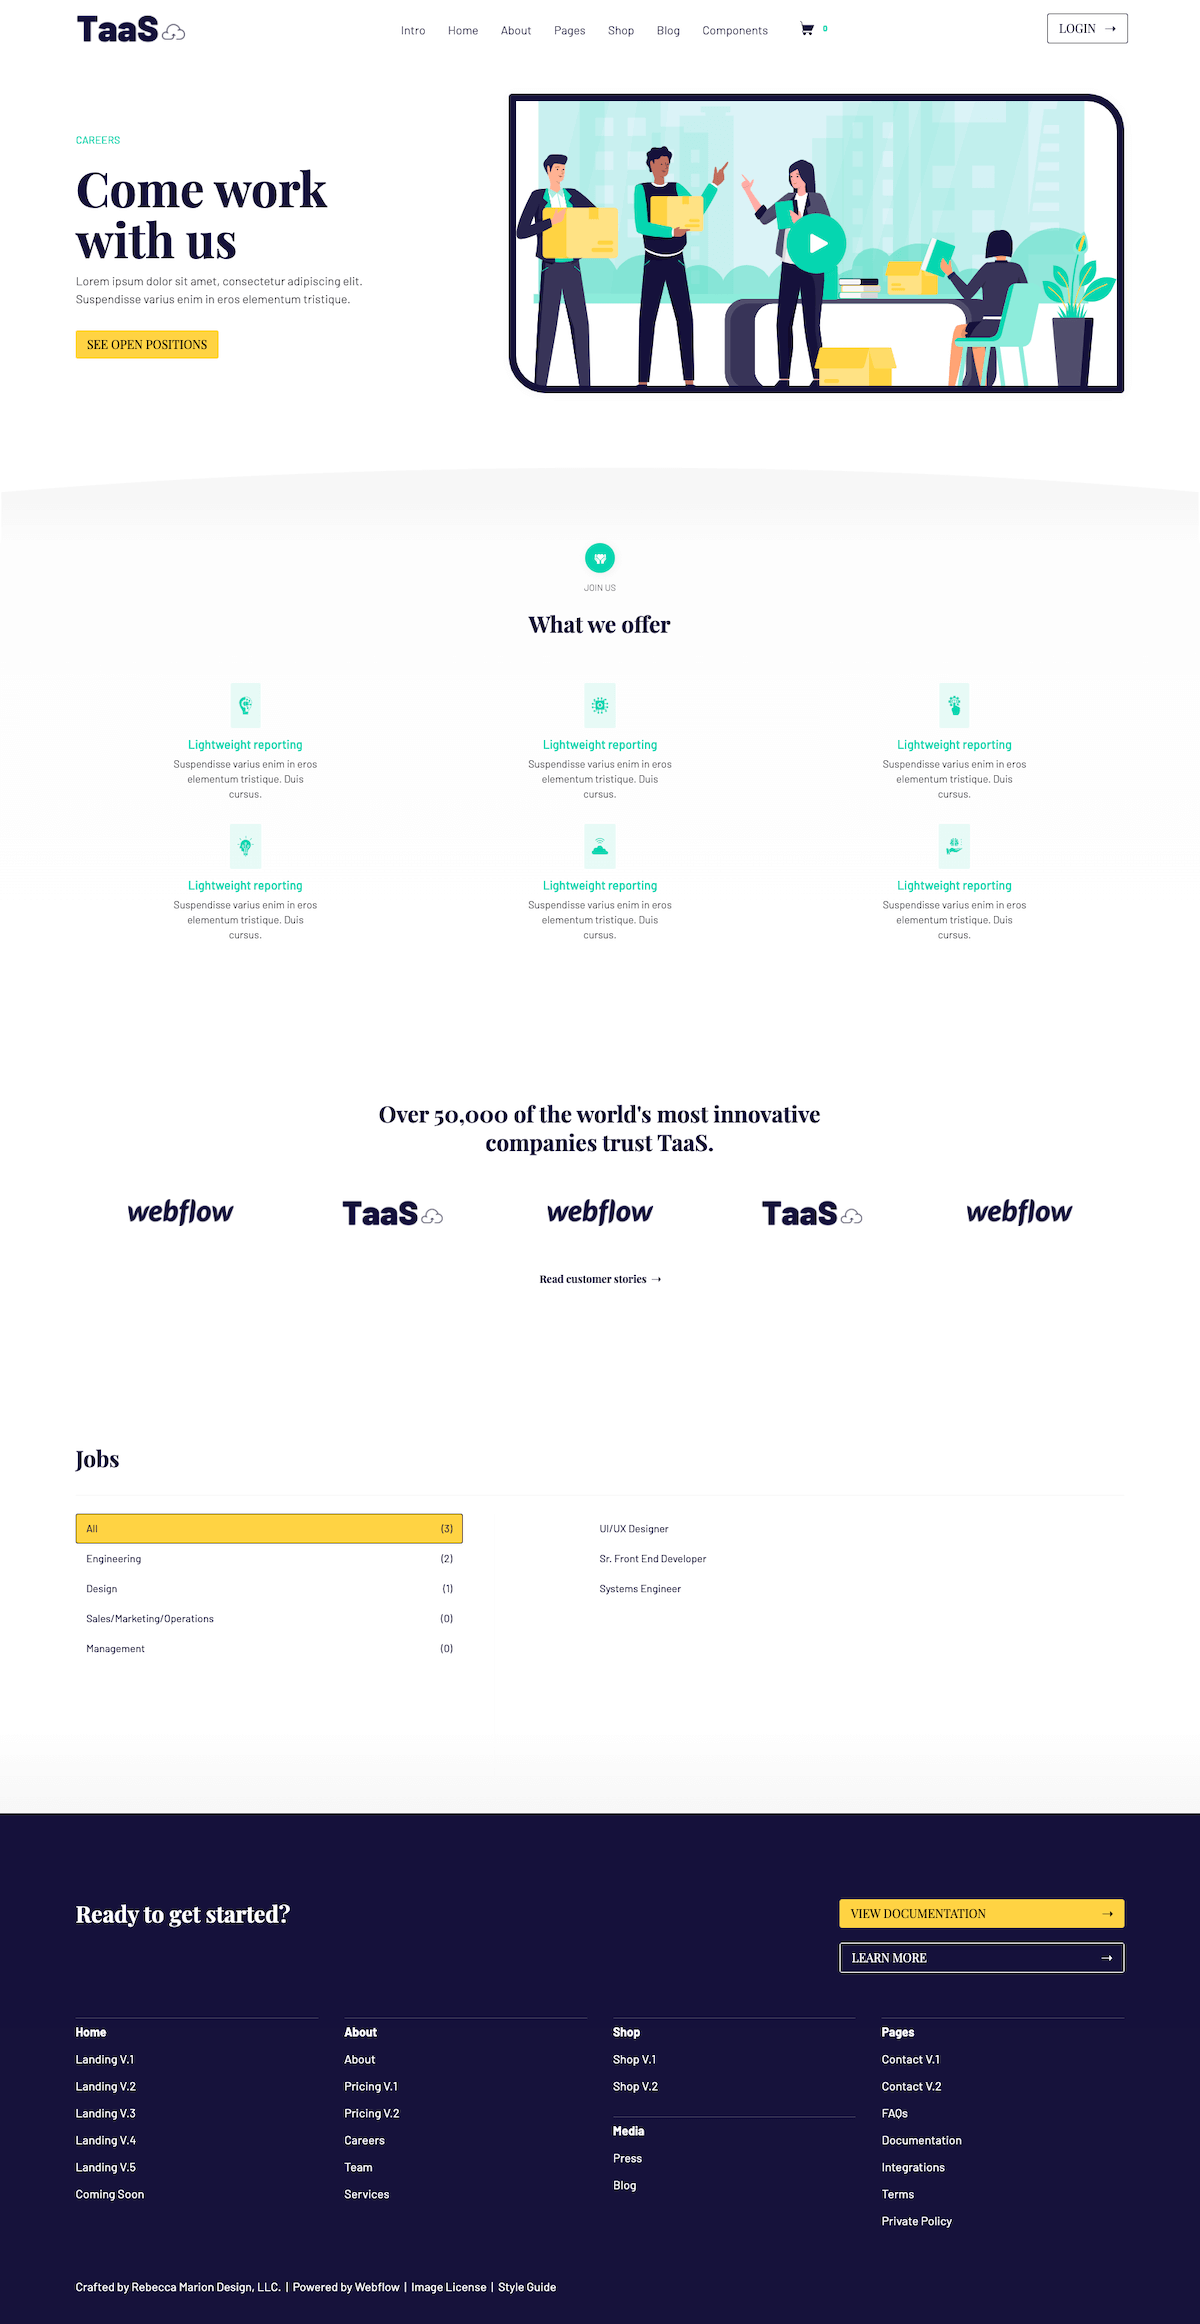 TaaS
Intro Home About Pages Shop Blog Components 0
LOGIN →
CAREERS
Come work
with us
Lorem ipsum dolor sit amet, consectetur adipiscing elit.
Suspendisse varius enim in eros elementum tristique.
SEE OPEN POSITIONS
JOIN US
What we offer
Lightweight reporting
Suspendisse varius enim in eros
elementum tristique. Duis
cursus.
Lightweight reporting
Suspendisse varius enim in eros
elementum tristique. Duis
cursus.
Lightweight reporting
Suspendisse varius enim in eros
elementum tristique. Duis
cursus.
Lightweight reporting
Suspendisse varius enim in eros
elementum tristique. Duis
cursus.
Lightweight reporting
Suspendisse varius enim in eros
elementum tristique. Duis
cursus.
Lightweight reporting
Suspendisse varius enim in eros
elementum tristique. Duis
cursus.
Over 50,000 of the world's most innovative
companies trust TaaS.
webflow TaaS webflow TaaS webflow
Read customer stories →
Jobs
All (3)
Engineering (2)
Design (1)
Sales/Marketing/Operations (0)
Management (0)
UI/UX Designer
Sr. Front End Developer
Systems Engineer
Ready to get started?
VIEW DOCUMENTATION →
LEARN MORE →
Home
Landing V.1
Landing V.2
Landing V.3
Landing V.4
Landing V.5
Coming Soon
About
About
Pricing V.1
Pricing V.2
Careers
Team
Services
Shop
Shop V.1
Shop V.2
Media
Press
Blog
Pages
Contact V.1
Contact V.2
FAQs
Documentation
Integrations
Terms
Private Policy
Crafted by Rebecca Marion Design, LLC. | Powered by Webflow | Image License | Style Guide